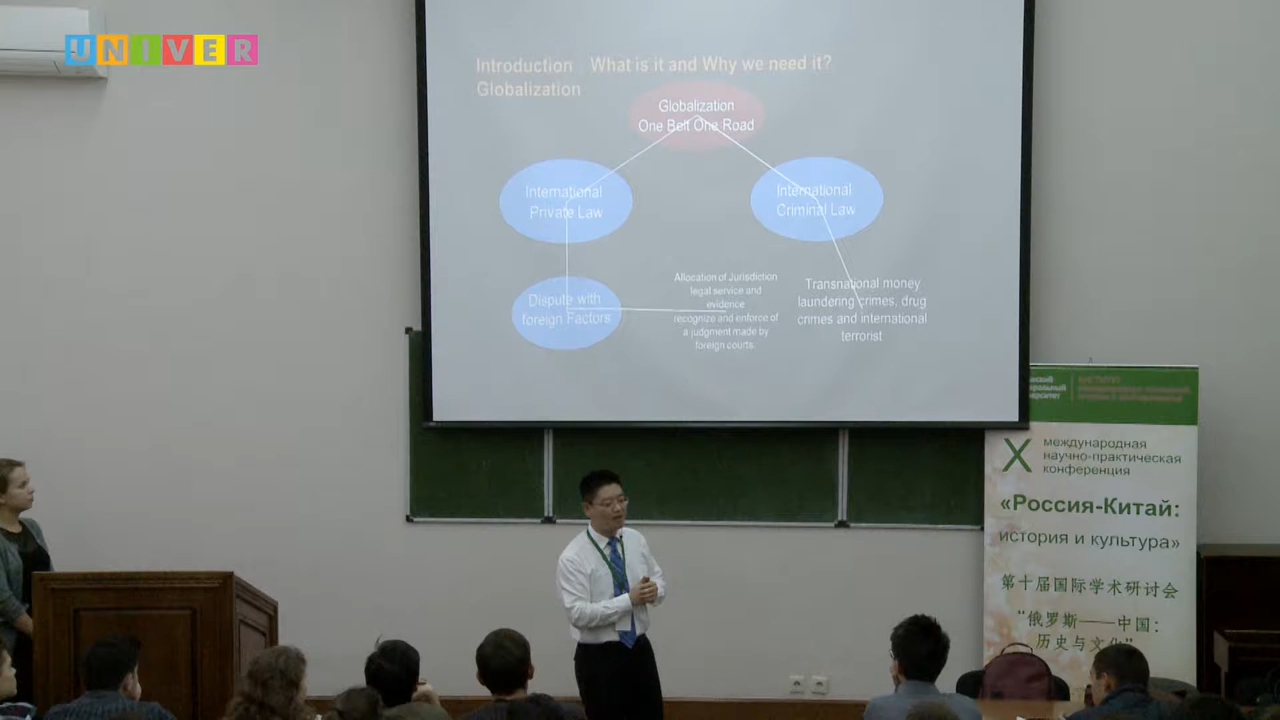 UNIVER
Introduction What is it and Why we need it?
Globalization
Globalization
One Belt One Road
International
Private Law
International
Criminal Law
Dispute with
foreign Factors
Allocation of Jurisdiction
legal service and
evidence
recognize and enforce of
a judgment made by
foreign courts.
Transnational money
laundering crimes, drug
crimes and international
terrorist
X международная
научно-практическая
конференция
«Россия-Китай:
история и культура»
第十届国际学术研讨会
“俄罗斯——中国：
历史与文化”